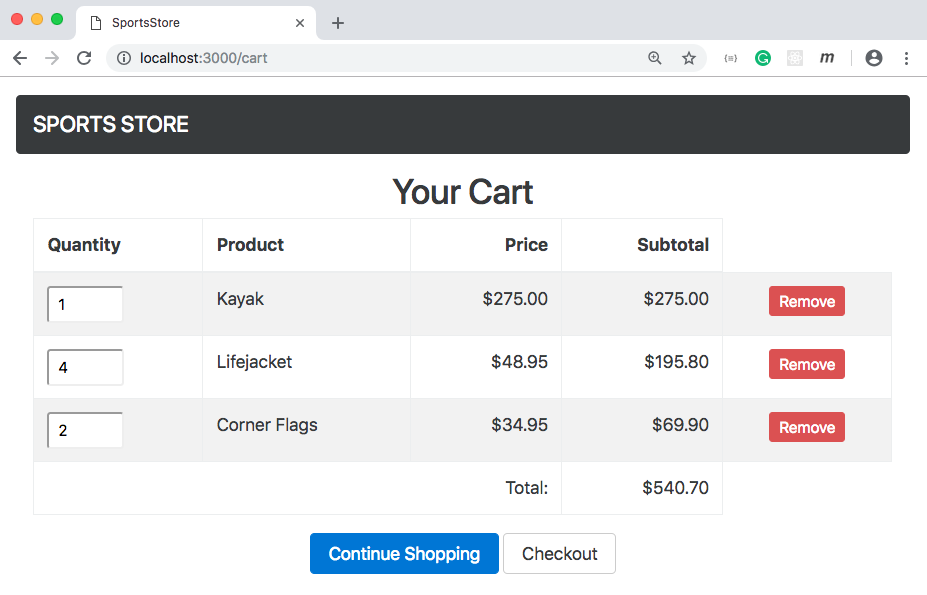 SportsStore
localhost:3000/cart
SPORTS STORE
Your Cart
Quantity Product Price Subtotal
1 Kayak $275.00 $275.00 Remove
4 Lifejacket $48.95 $195.80 Remove
2 Corner Flags $34.95 $69.90 Remove
Total: $540.70
Continue Shopping Checkout